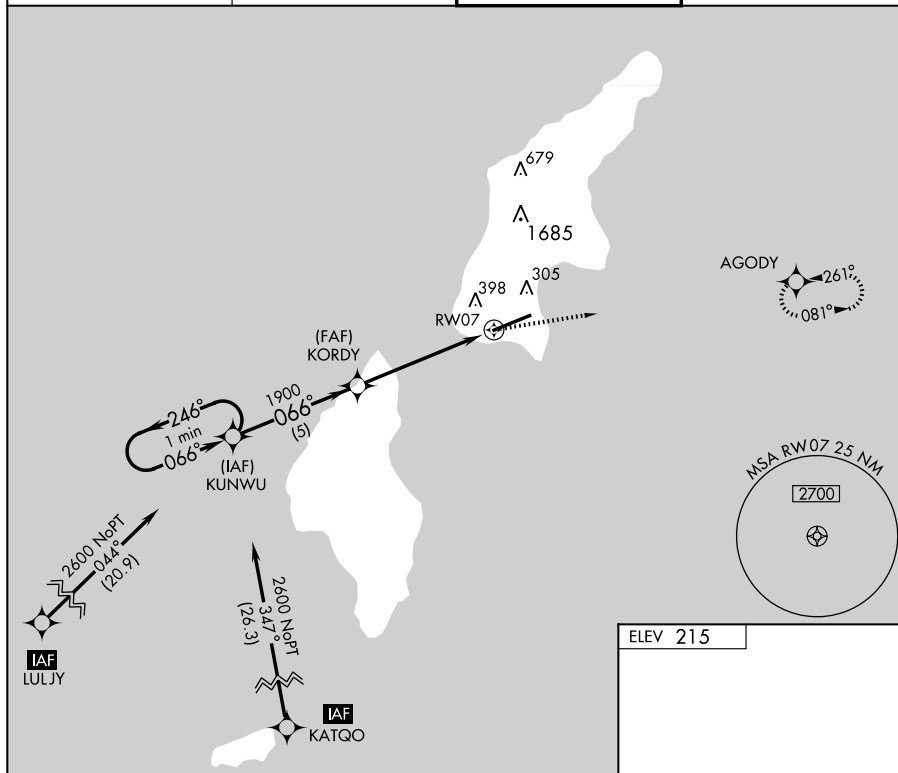 679
1685
AGODY
261°
081°
398
305
RW07
(FAF)
KORDY
1900
066°
(5)
246°
1 min
066°
(IAF)
KUNWU
MSA RW07 25 NM
2700
2600 NoPT
044°
(20.9)
2600 NoPT
347°
(26.3)
IAF
LULJY
IAF
KATQO
ELEV 215